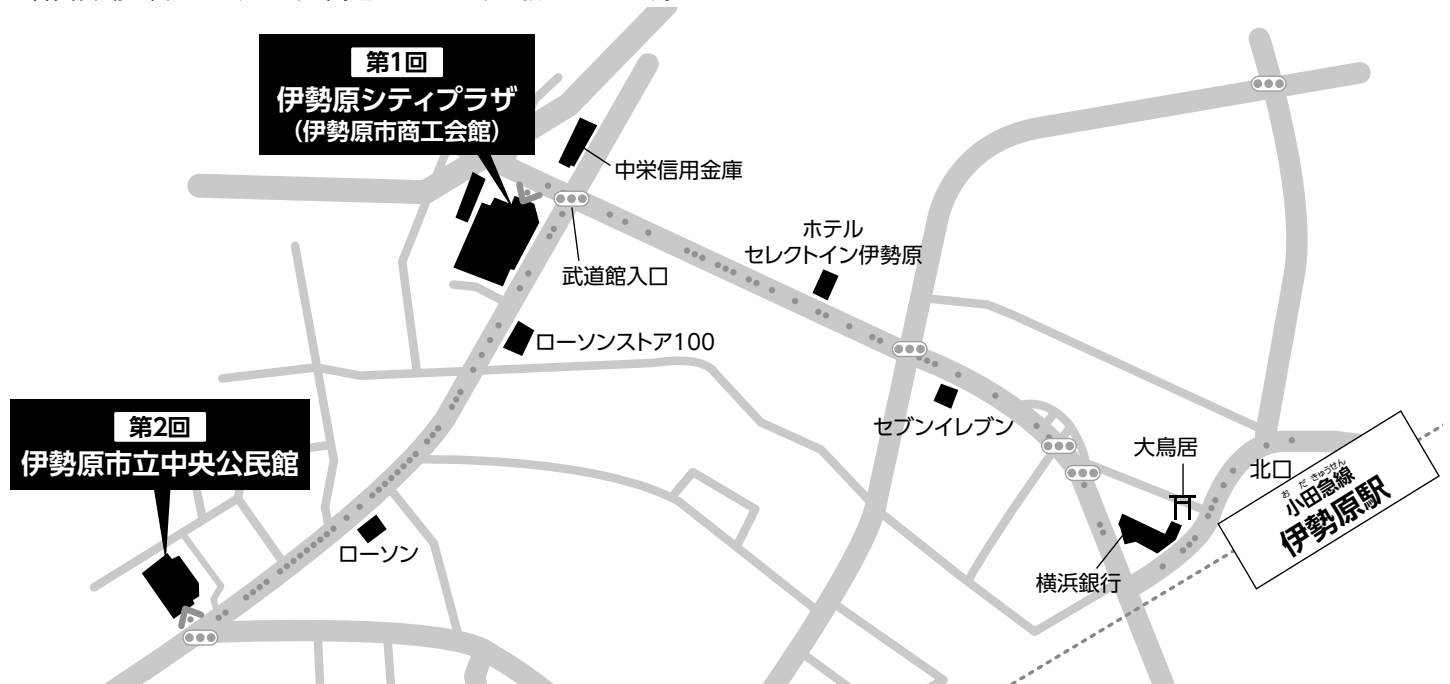 第1回
伊勢原シティプラザ
(伊勢原市商工会館)
中栄信用金庫
ホテル
セレクトイン伊勢原
武道館入口
ローソンストア100
第2回
伊勢原市立中央公民館
セブンイレブン
大鳥居
北口
おだきゅうせん
小田急線
伊勢原駅
ローソン
横浜銀行